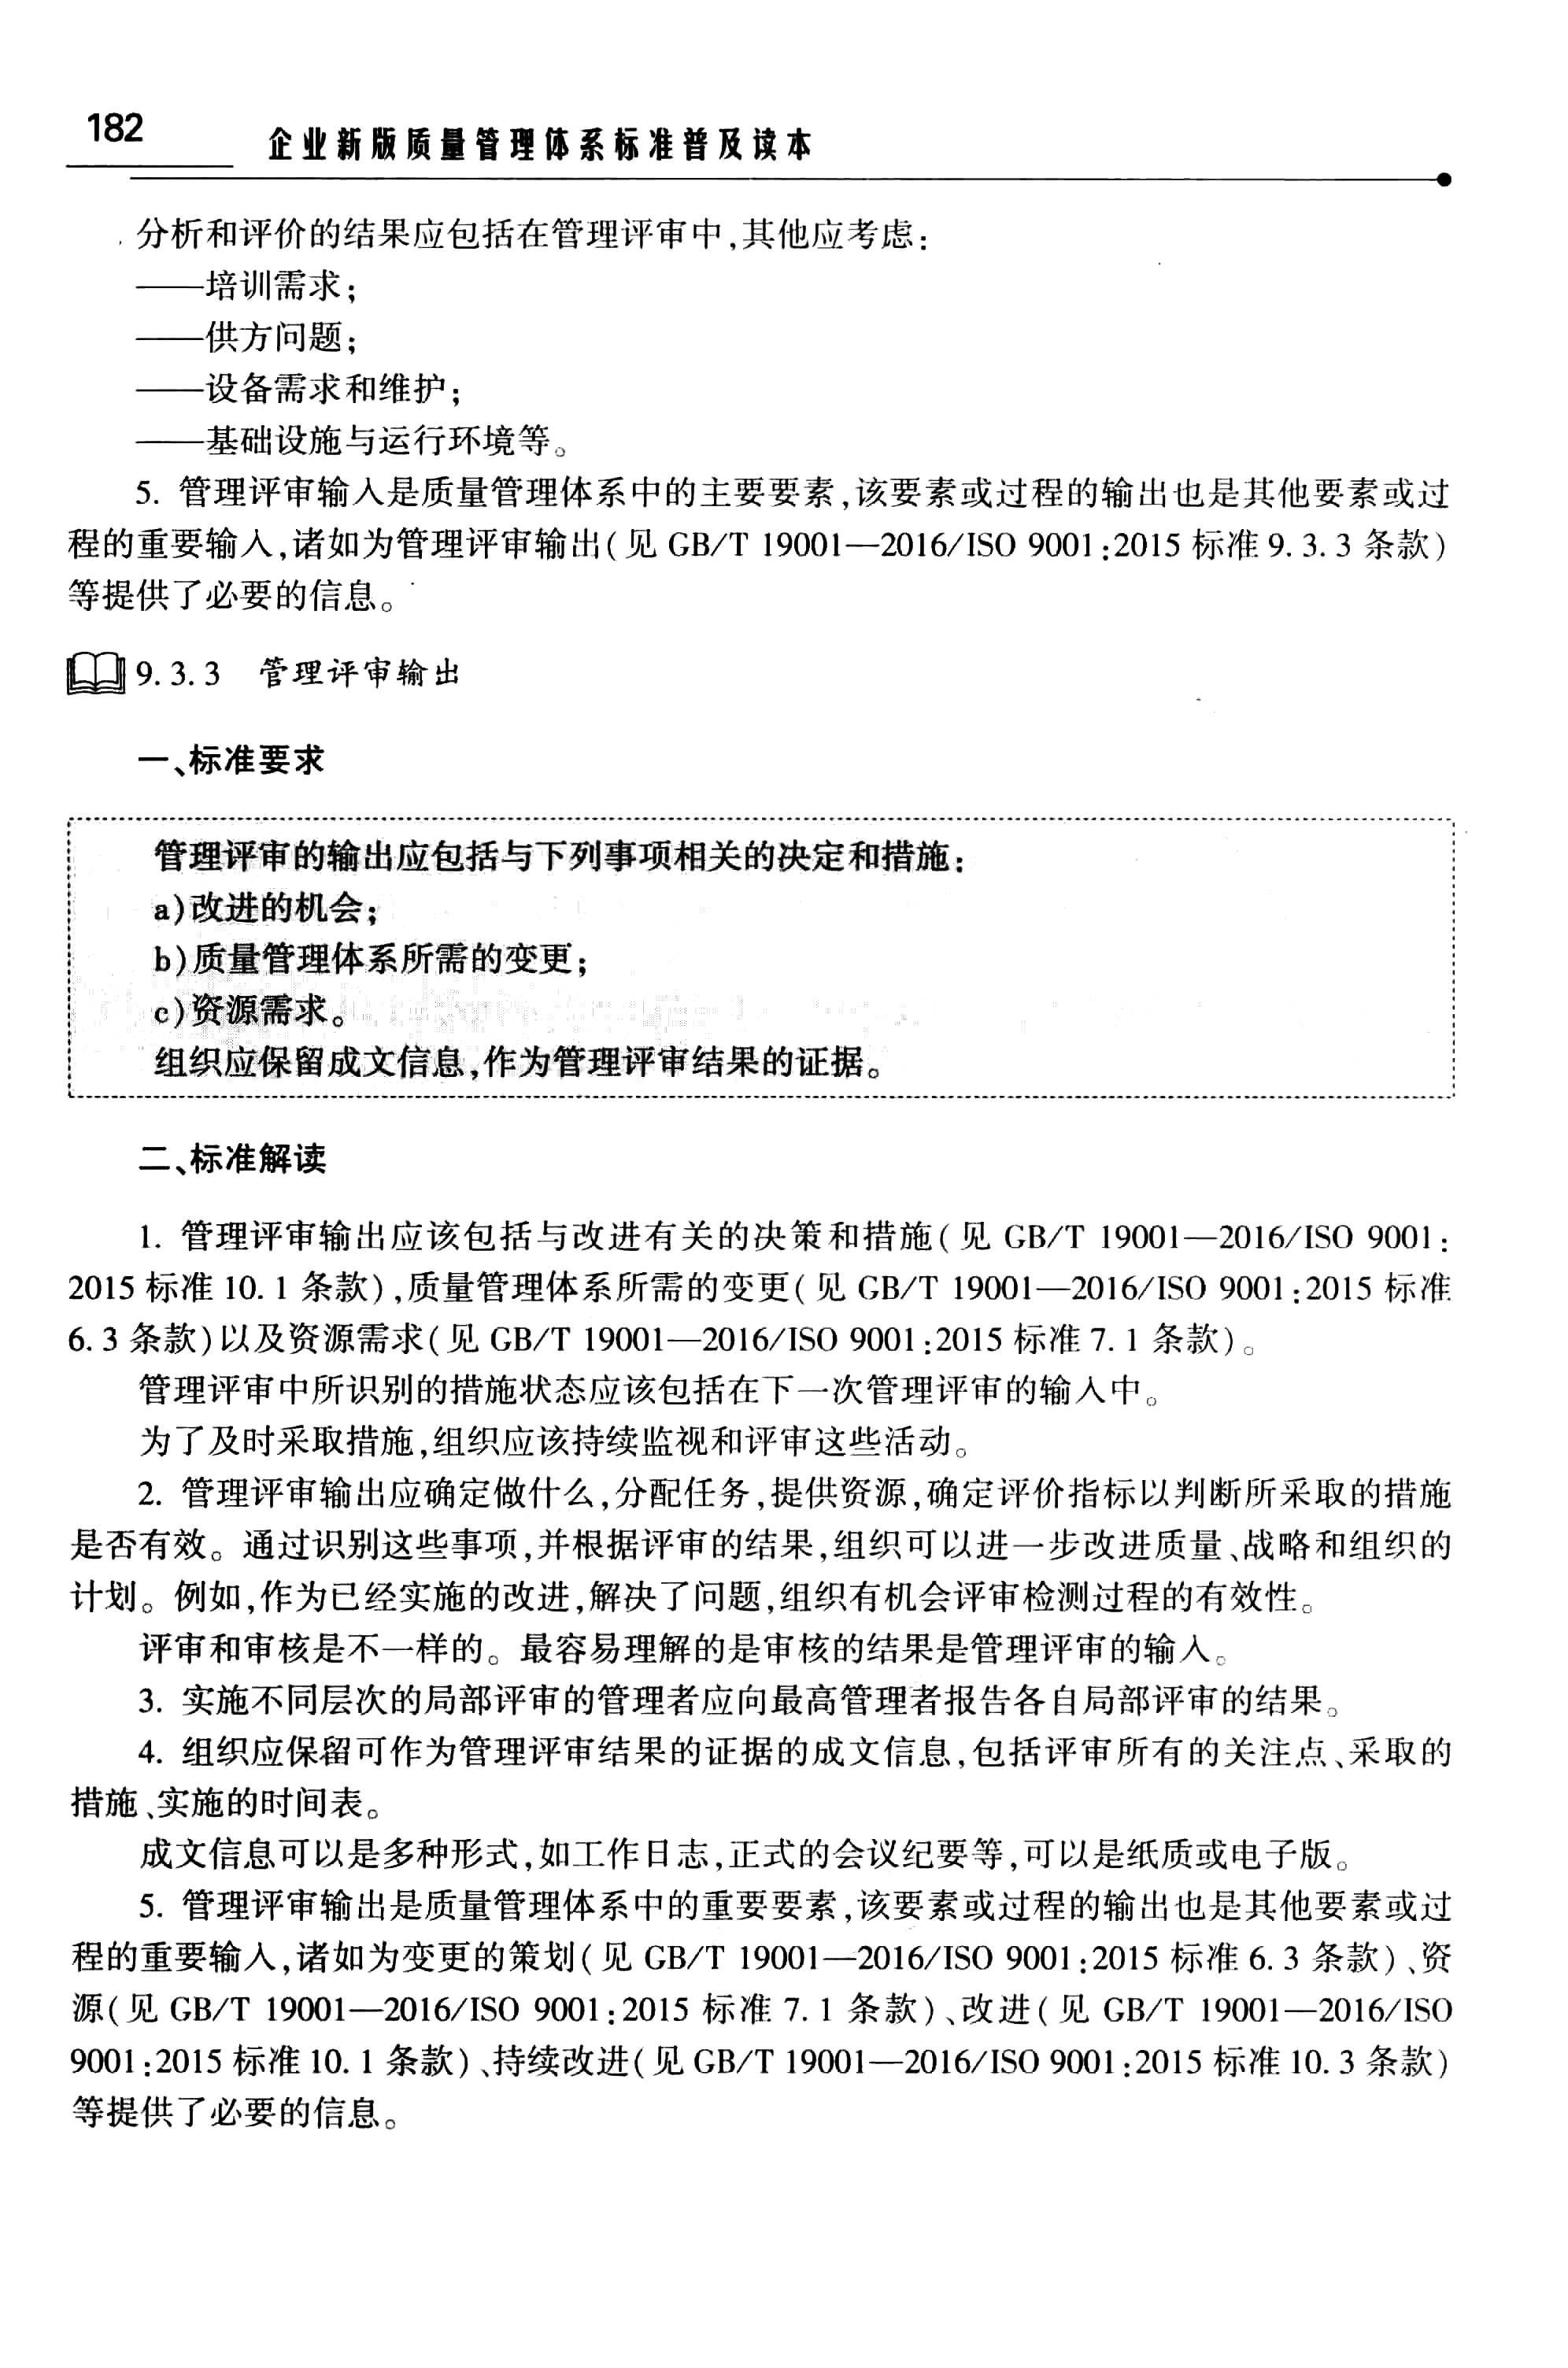 182
企业新版质量管理体系标准普及读本
分析和评价的结果应包括在管理评审中,其他应考虑:
——培训需求;
——供方问题;
——设备需求和维护;
——基础设施与运行环境等。
5. 管理评审输入是质量管理体系中的主要要素,该要素或过程的输出也是其他要素或过
程的重要输入,诸如为管理评审输出(见 GB/T 19001—2016/ISO 9001:2015 标准 9. 3. 3 条款)
等提供了必要的信息。
9. 3. 3 管理评审输出
一、标准要求
管理评审的输出应包括与下列事项相关的决定和措施:
a)改进的机会;
b)质量管理体系所需的变更;
c)资源需求。
组织应保留成文信息,作为管理评审结果的证据。
二、标准解读
1. 管理评审输出应该包括与改进有关的决策和措施(见 GB/T 19001—2016/ISO 9001:
2015 标准 10. 1 条款),质量管理体系所需的变更(见 GB/T 19001—2016/ISO 9001:2015 标准
6. 3 条款)以及资源需求(见 GB/T 19001—2016/ISO 9001:2015 标准 7. 1 条款)。
管理评审中所识别的措施状态应该包括在下一次管理评审的输入中。
为了及时采取措施,组织应该持续监视和评审这些活动。
2. 管理评审输出应确定做什么,分配任务,提供资源,确定评价指标以判断所采取的措施
是否有效。通过识别这些事项,并根据评审的结果,组织可以进一步改进质量、战略和组织的
计划。例如,作为已经实施的改进,解决了问题,组织有机会评审检测过程的有效性。
评审和审核是不一样的。最容易理解的是审核的结果是管理评审的输入。
3. 实施不同层次的局部评审的管理者应向最高管理者报告各自局部评审的结果。
4. 组织应保留可作为管理评审结果的证据的成文信息,包括评审所有的关注点、采取的
措施、实施的时间表。
成文信息可以是多种形式,如工作日志,正式的会议纪要等,可以是纸质或电子版。
5. 管理评审输出是质量管理体系中的重要要素,该要素或过程的输出也是其他要素或过
程的重要输入,诸如为变更的策划(见 GB/T 19001—2016/ISO 9001:2015 标准 6. 3 条款)、资
源(见 GB/T 19001—2016/ISO 9001:2015 标准 7. 1 条款)、改进(见 GB/T 19001—2016/ISO
9001:2015 标准 10. 1 条款)、持续改进(见 GB/T 19001—2016/ISO 9001:2015 标准 10. 3 条款)
等提供了必要的信息。